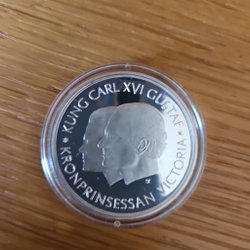 KUNG CARL XVI GUSTAF
KRONPRINSESSAN VICTORIA